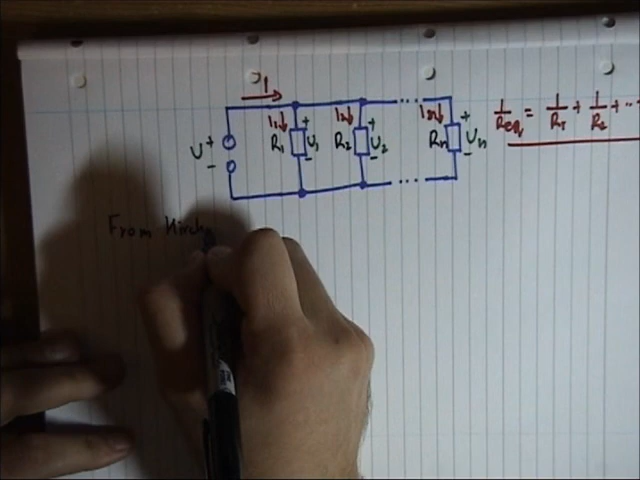 I
I₁ I₂ Iₙ
U + − R₁ + U₁ − R₂ + U₂ − ... Rₙ + Uₙ −
1/Req = 1/R₁ + 1/R₂ + ...
From Kirch